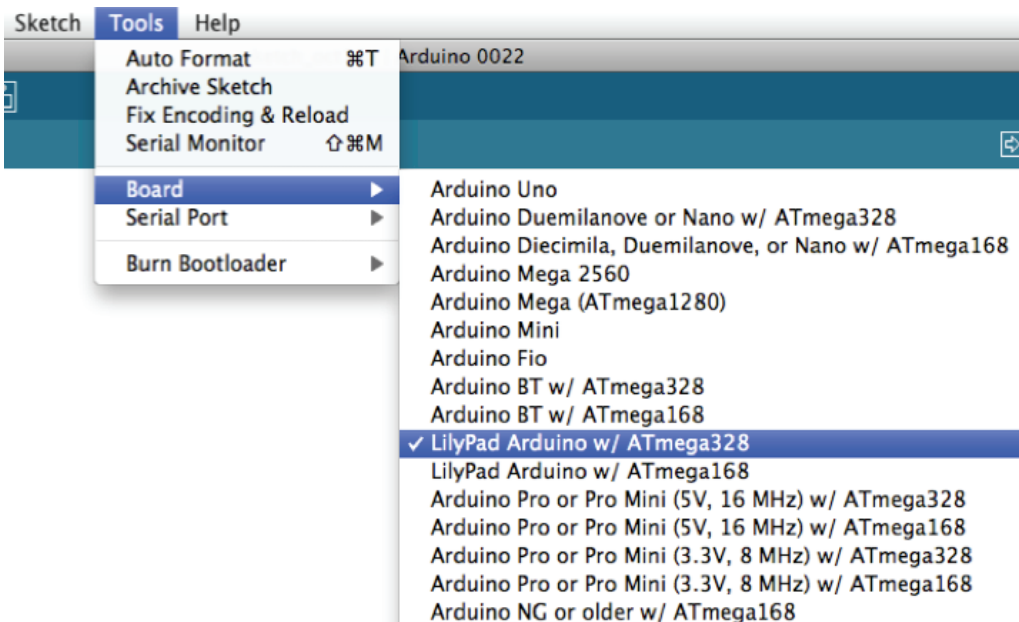 Sketch Tools Help
Arduino 0022
Auto Format ⌘T
Archive Sketch
Fix Encoding & Reload
Serial Monitor ⇧⌘M
Board
Serial Port
Burn Bootloader
Arduino Uno
Arduino Duemilanove or Nano w/ ATmega328
Arduino Diecimila, Duemilanove, or Nano w/ ATmega168
Arduino Mega 2560
Arduino Mega (ATmega1280)
Arduino Mini
Arduino Fio
Arduino BT w/ ATmega328
Arduino BT w/ ATmega168
✓ LilyPad Arduino w/ ATmega328
LilyPad Arduino w/ ATmega168
Arduino Pro or Pro Mini (5V, 16 MHz) w/ ATmega328
Arduino Pro or Pro Mini (5V, 16 MHz) w/ ATmega168
Arduino Pro or Pro Mini (3.3V, 8 MHz) w/ ATmega328
Arduino Pro or Pro Mini (3.3V, 8 MHz) w/ ATmega168
Arduino NG or older w/ ATmega168